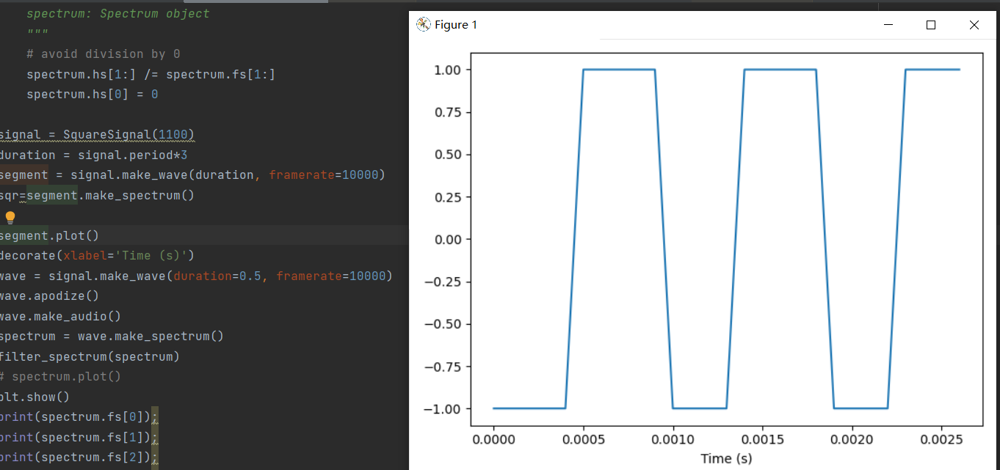 spectrum: Spectrum object
"""
# avoid division by 0
spectrum.hs[1:] /= spectrum.fs[1:]
spectrum.hs[0] = 0
signal = SquareSignal(1100)
duration = signal.period*3
segment = signal.make_wave(duration, framerate=10000)
sqr=segment.make_spectrum()
segment.plot()
decorate(xlabel='Time (s)')
wave = signal.make_wave(duration=0.5, framerate=10000)
wave.apodize()
wave.make_audio()
spectrum = wave.make_spectrum()
filter_spectrum(spectrum)
# spectrum.plot()
plt.show()
print(spectrum.fs[0]);
print(spectrum.fs[1]);
print(spectrum.fs[2]);
Figure 1
1.00
0.75
0.50
0.25
0.00
−0.25
−0.50
−0.75
−1.00
0.0000 0.0005 0.0010 0.0015 0.0020 0.0025
Time (s)